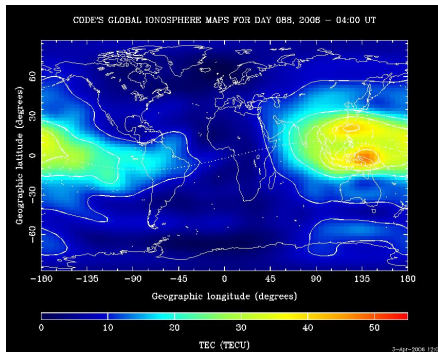 CODE'S GLOBAL IONOSPHERE MAPS FOR DAY 088, 2006 - 04:00 UT
Geographic latitude (degrees)
60
30
0
-30
-60
-180 -135 -90 -45 0 45 90 135 180
Geographic longitude (degrees)
0 10 20 30 40 50
TEC (TECU)